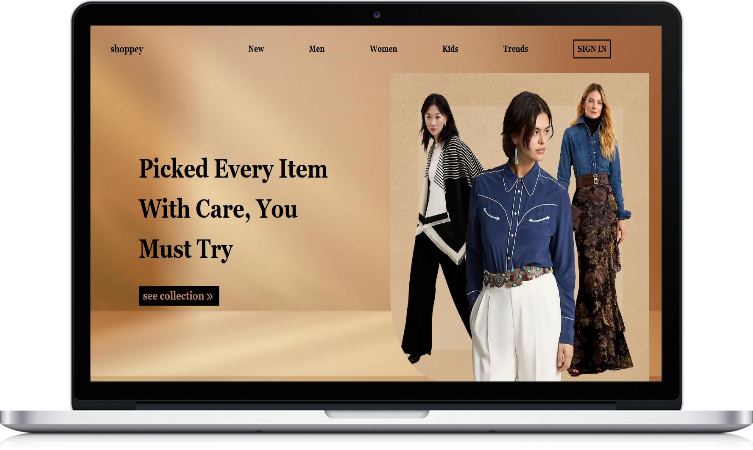 shoppey
New
Men
Women
Kids
Trends
SIGN IN
Picked Every Item
With Care, You
Must Try
see collection »